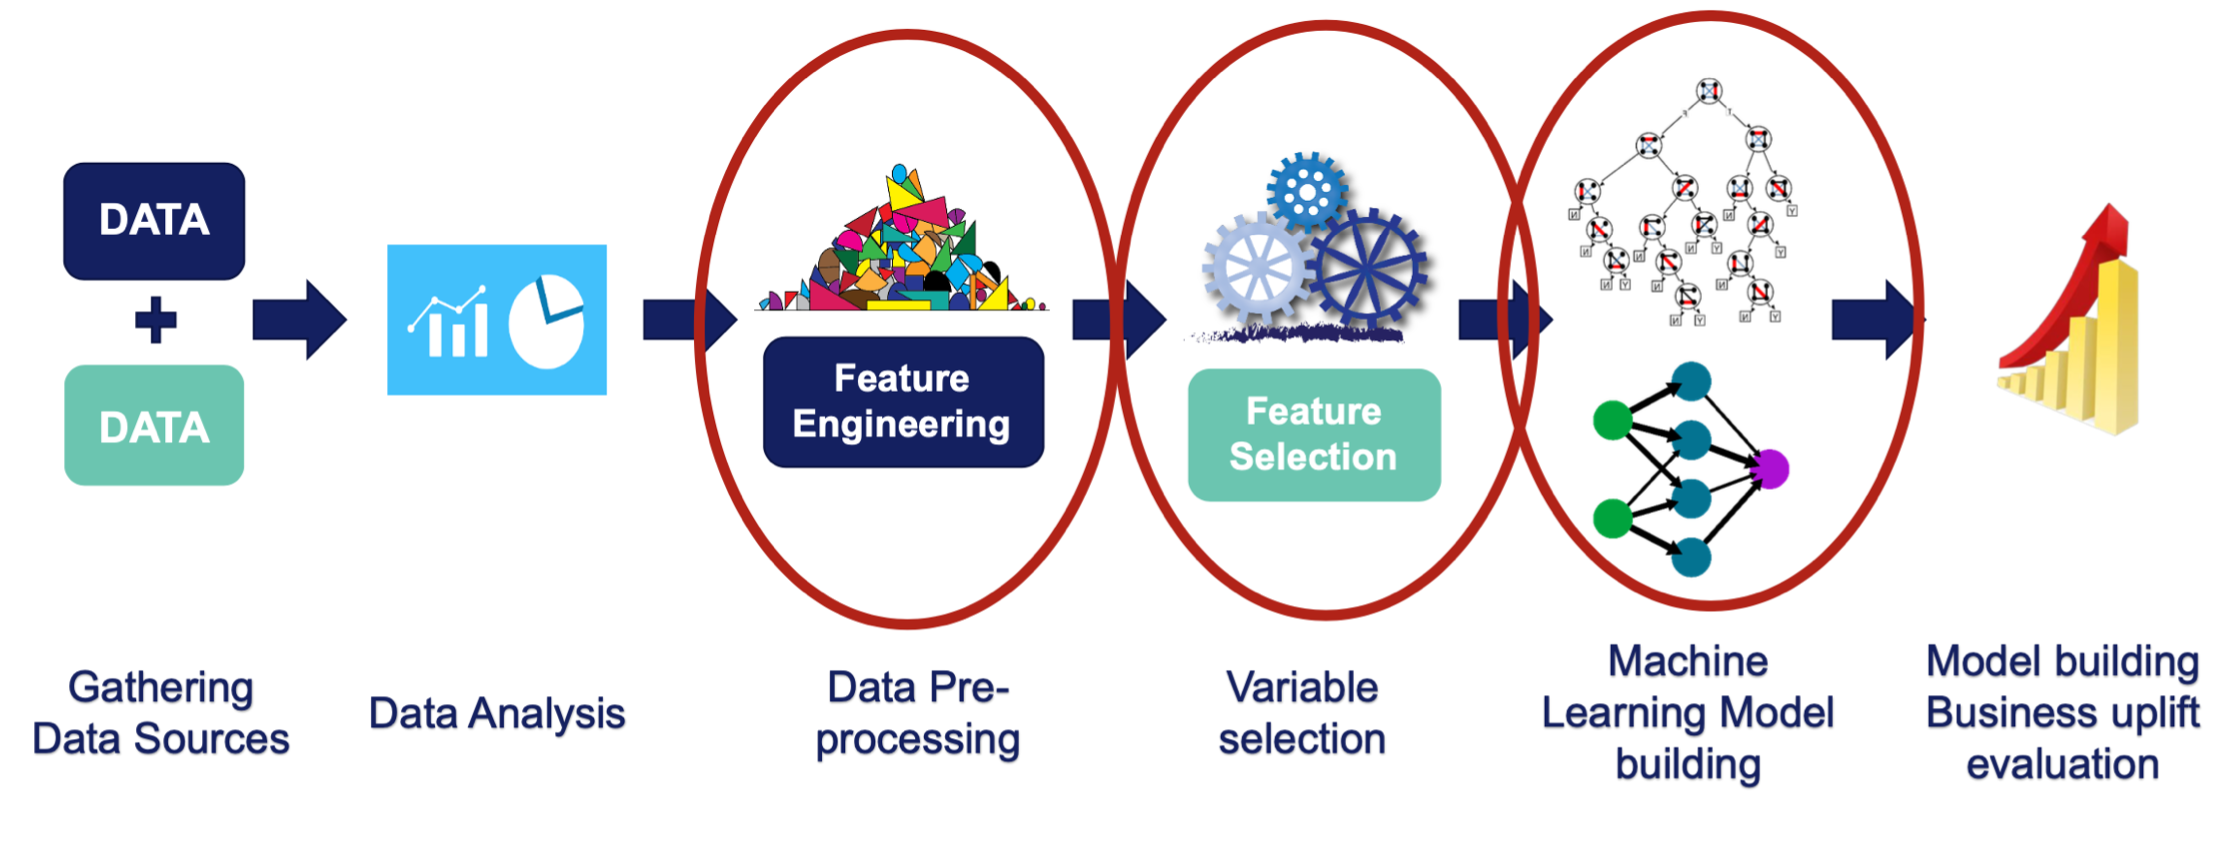 DATA
DATA
Feature
Engineering
Feature
Selection
Gathering
Data Sources
Data Analysis
Data Pre-
processing
Variable
selection
Machine
Learning Model
building
Model building
Business uplift
evaluation